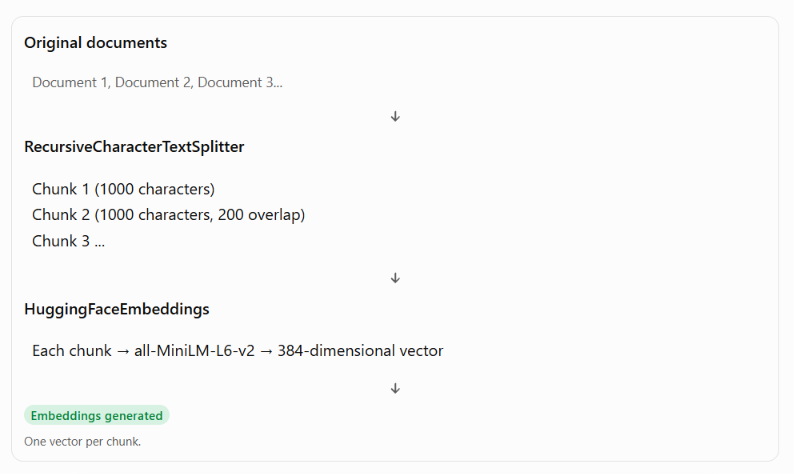 Original documents
Document 1, Document 2, Document 3...
↓
RecursiveCharacterTextSplitter
Chunk 1 (1000 characters)
Chunk 2 (1000 characters, 200 overlap)
Chunk 3 ...
↓
HuggingFaceEmbeddings
Each chunk → all-MiniLM-L6-v2 → 384-dimensional vector
↓
Embeddings generated
One vector per chunk.